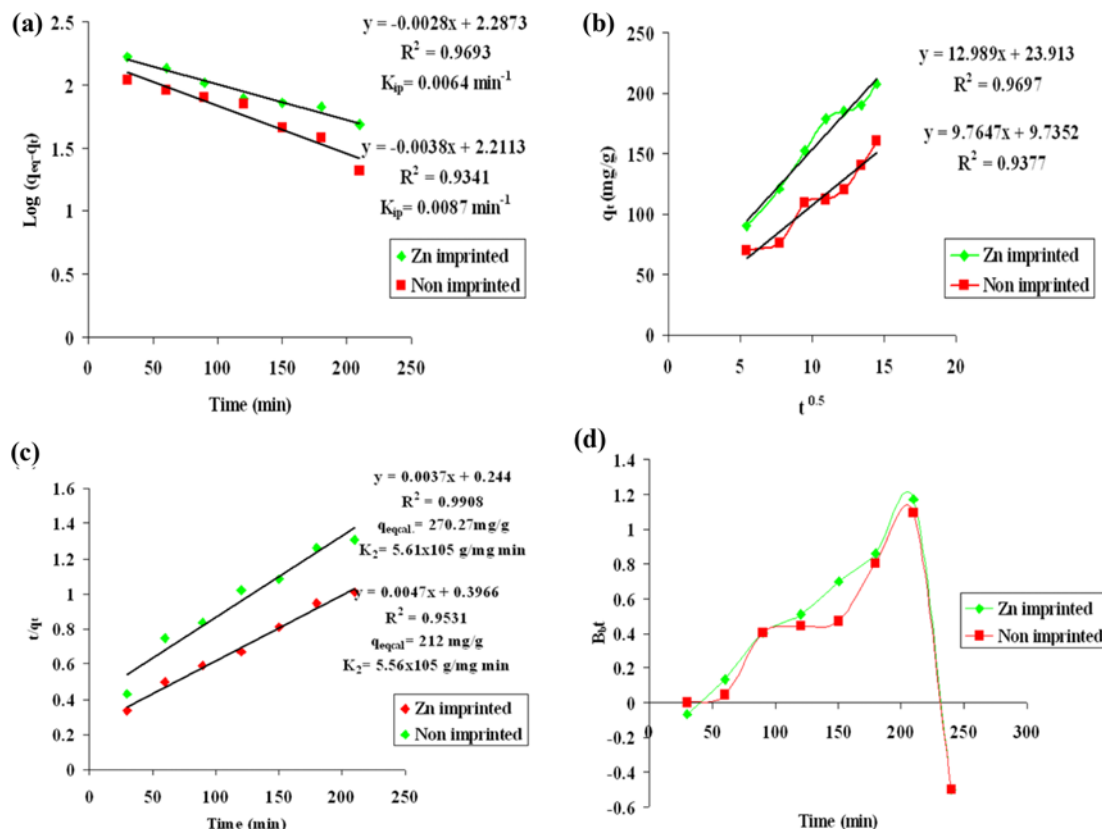 (a)
2.5
2
1.5
1
0.5
0
Log (qeq-qt)
0 50 100 150 200 250
Time (min)
y = -0.0028x + 2.2873
R² = 0.9693
Kip= 0.0064 min⁻¹
y = -0.0038x + 2.2113
R² = 0.9341
Kip= 0.0087 min⁻¹
Zn imprinted
Non imprinted
(b)
250
200
150
100
50
0
qt (mg/g)
0 5 10 15 20
t 0.5
y = 12.989x + 23.913
R² = 0.9697
y = 9.7647x + 9.7352
R² = 0.9377
Zn imprinted
Non imprinted
(c)
1.6
1.4
1.2
1
0.8
0.6
0.4
0.2
0
t/qt
0 50 100 150 200 250
Time (min)
y = 0.0037x + 0.244
R² = 0.9908
qeqcal.= 270.27mg/g
K2= 5.61x105 g/mg min
y = 0.0047x + 0.3966
R² = 0.9531
qeqcal= 212 mg/g
K2= 5.56x105 g/mg min
Zn imprinted
Non imprinted
(d)
1.4
1.2
1
0.8
0.6
0.4
0.2
0
-0.2
-0.4
-0.6
Bbt
0 50 100 150 200 250 300
Time (min)
Zn imprinted
Non imprinted